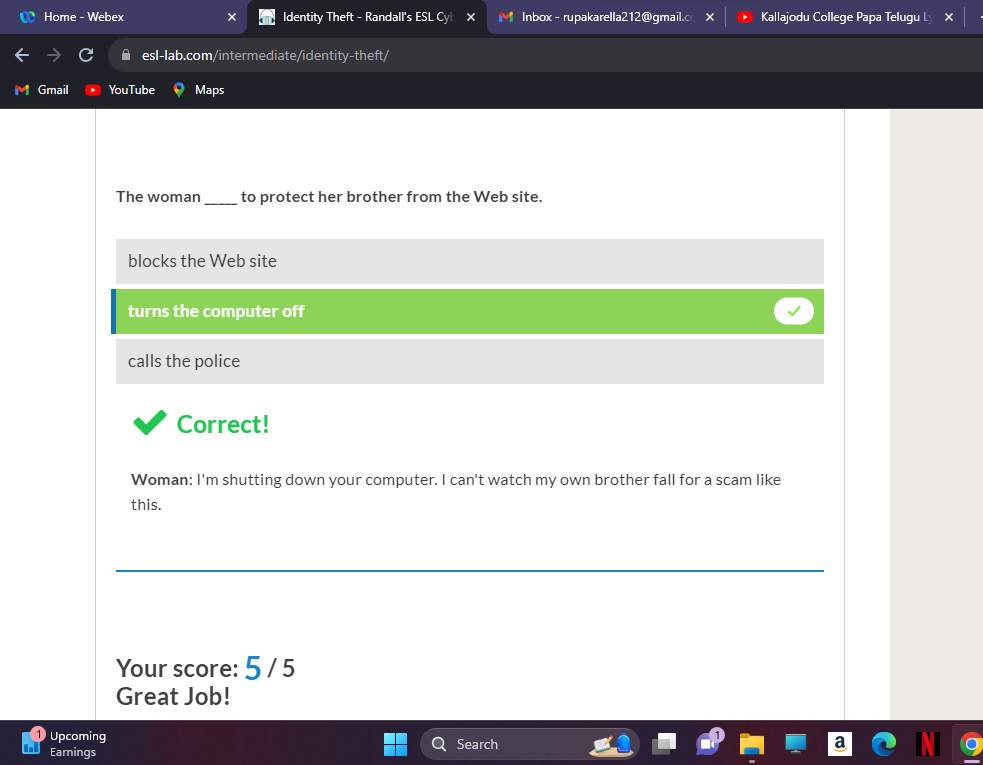 Home - Webex
Identity Theft - Randall's ESL Cyb
Inbox - rupakarella212@gmail.c
Kallajodu College Papa Telugu Ly
esl-lab.com/intermediate/identity-theft/
Gmail
YouTube
Maps
The woman _____ to protect her brother from the Web site.
blocks the Web site
turns the computer off
calls the police
Correct!
Woman: I'm shutting down your computer. I can't watch my own brother fall for a scam like
this.
Your score: 5 / 5
Great Job!
1
Upcoming
Earnings
Search
1
a
N